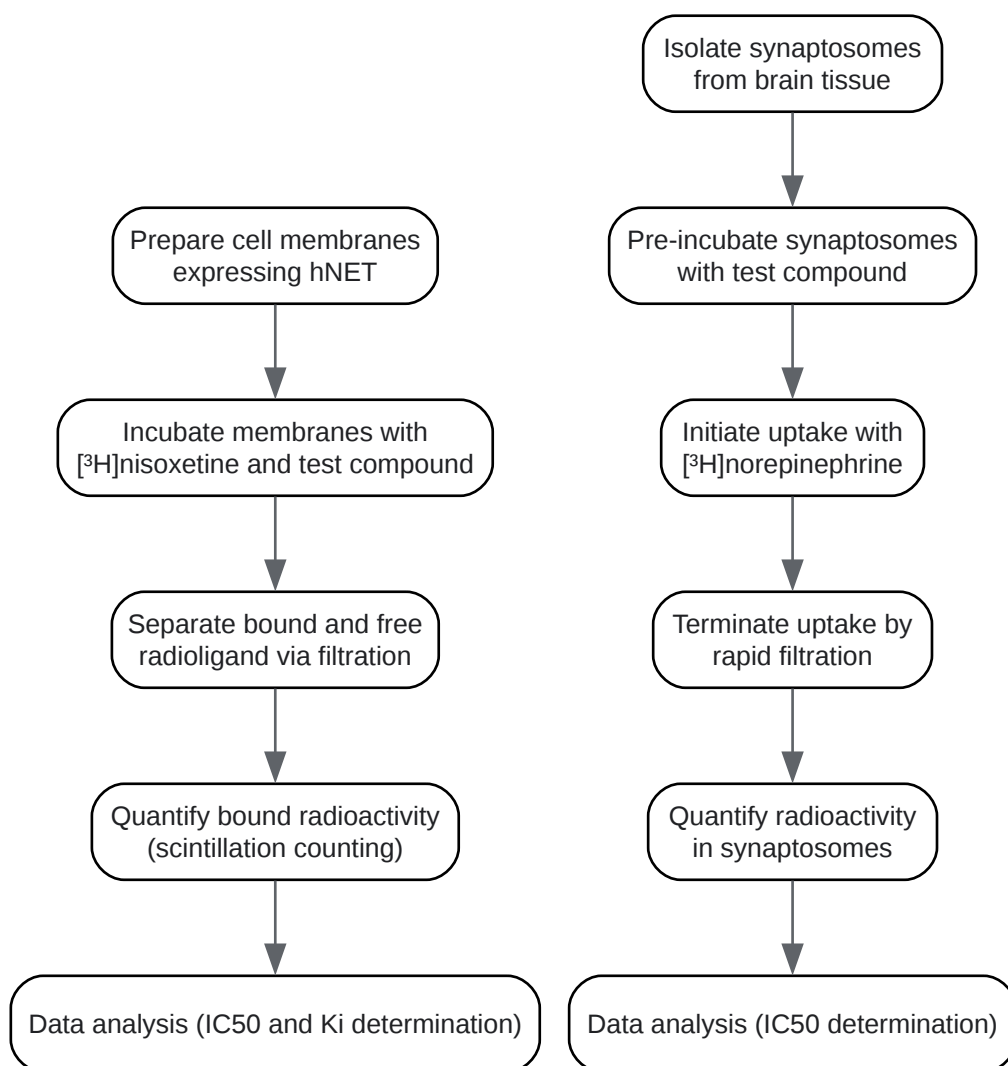 Prepare cell membranes
expressing hNET
Incubate membranes with
[³H]nisoxetine and test compound
Separate bound and free
radioligand via filtration
Quantify bound radioactivity
(scintillation counting)
Data analysis (IC50 and Ki determination)
Isolate synaptosomes
from brain tissue
Pre-incubate synaptosomes
with test compound
Initiate uptake with
[³H]norepinephrine
Terminate uptake by
rapid filtration
Quantify radioactivity
in synaptosomes
Data analysis (IC50 determination)